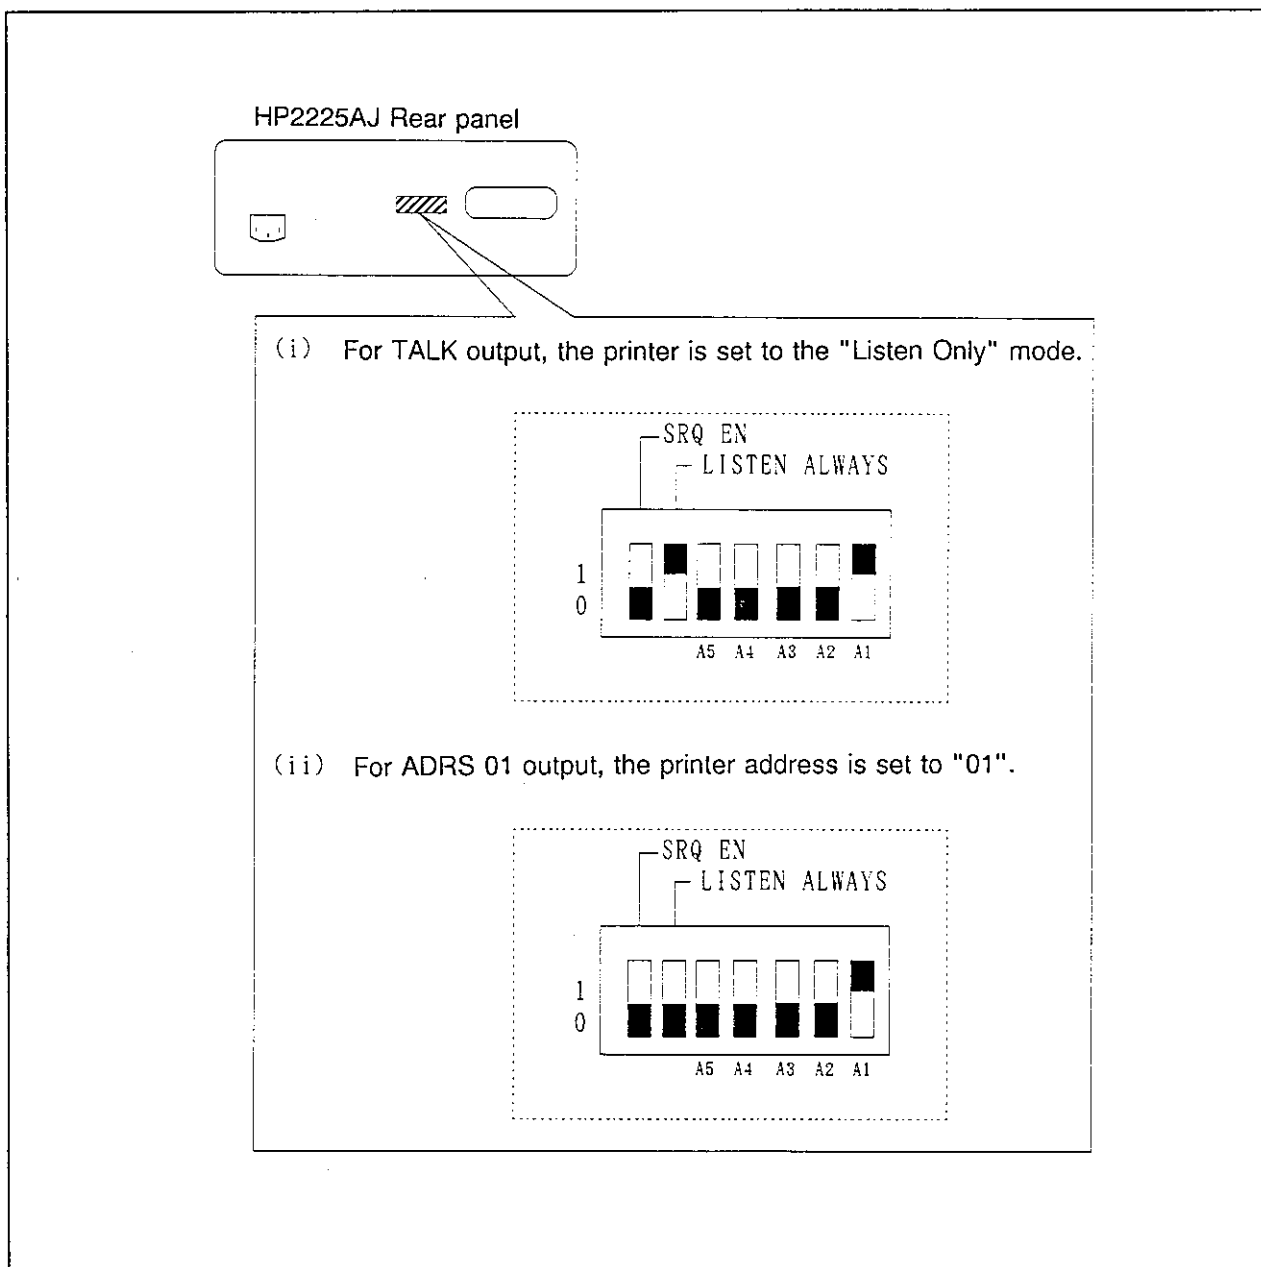 HP2225AJ Rear panel
(i) For TALK output, the printer is set to the "Listen Only" mode.
SRQ EN
LISTEN ALWAYS
1
0
A5 A4 A3 A2 A1
(ii) For ADRS 01 output, the printer address is set to "01".
SRQ EN
LISTEN ALWAYS
1
0
A5 A4 A3 A2 A1